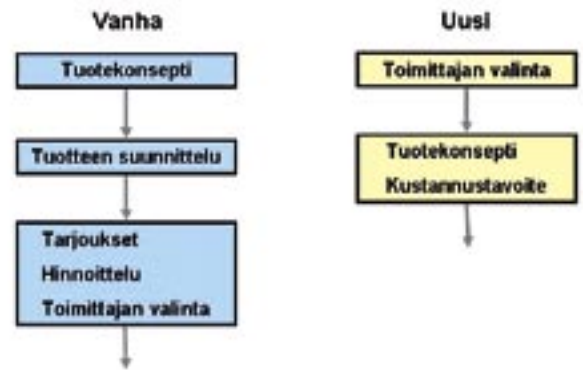 Vanha
Tuotekonsepti
Tuotteen suunnittelu
Tarjoukset
Hinnoittelu
Toimittajan valinta
Uusi
Toimittajan valinta
Tuotekonsepti
Kustannustavoite